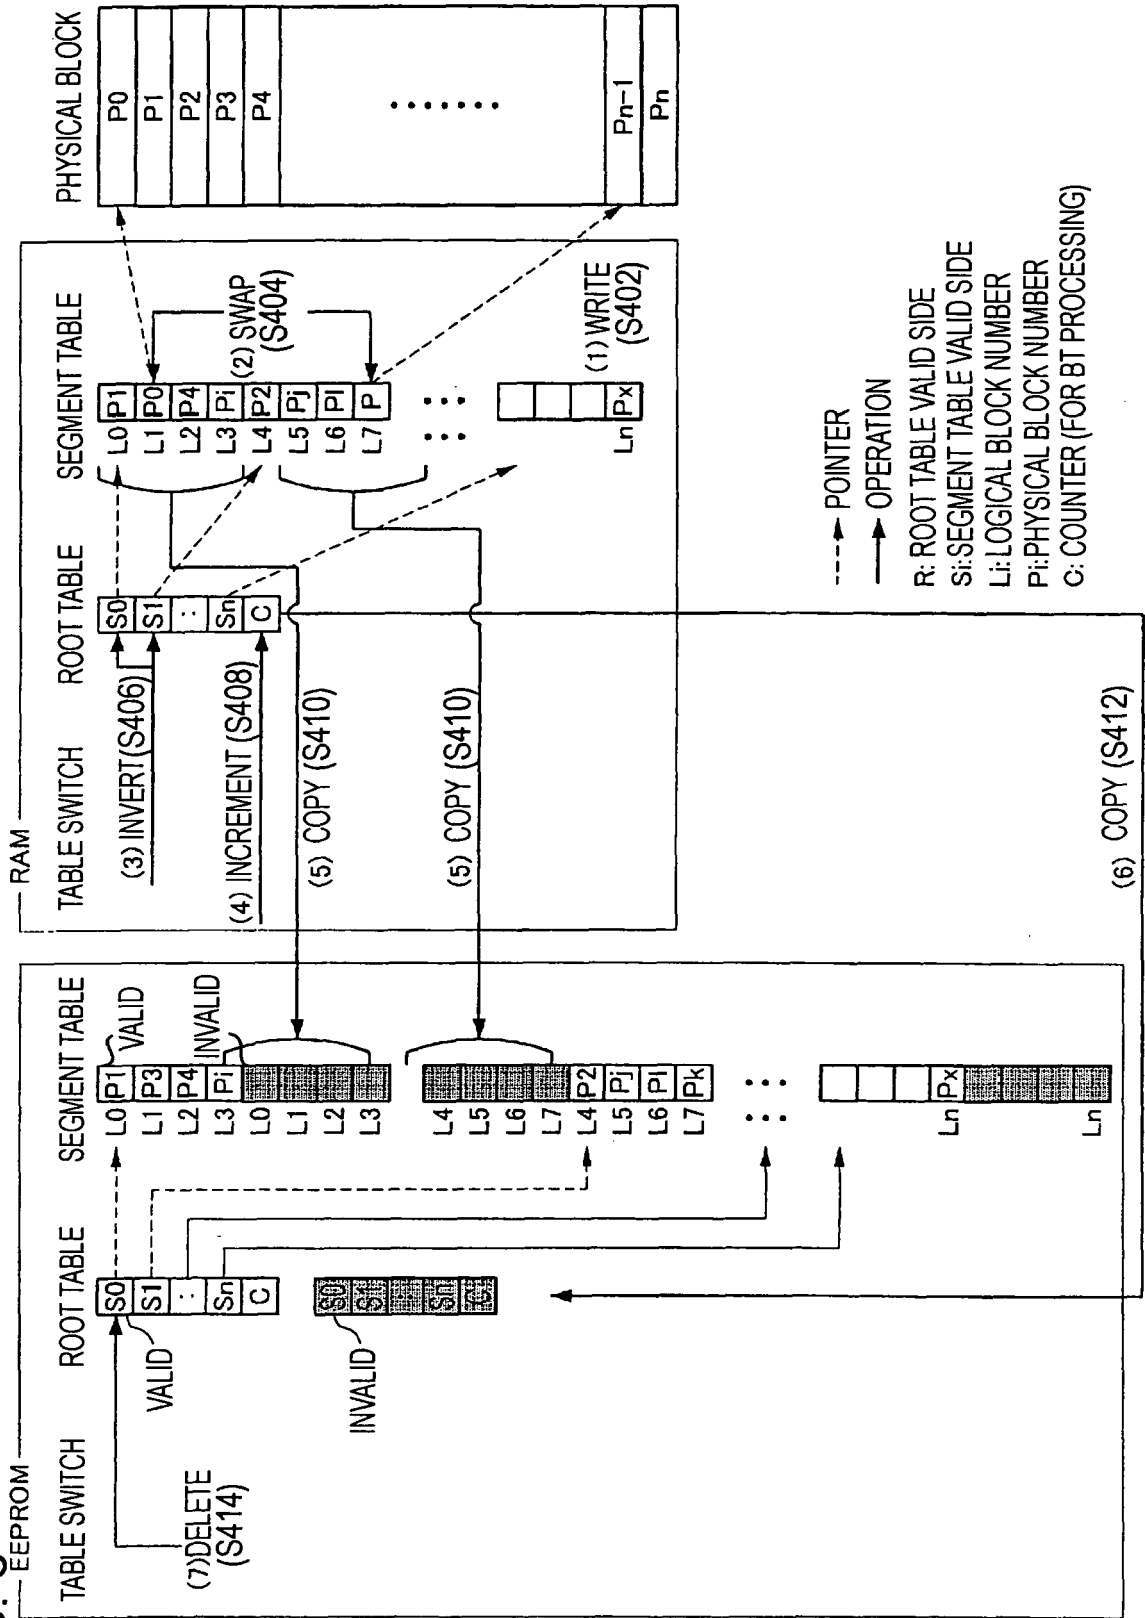 EEPROM
TABLE SWITCH
ROOT TABLE
SEGMENT TABLE
(7)DELETE
(S414)
VALID
S0
S1
:
Sn
C
INVALID
S0
S1
Sn
C
VALID
INVALID
L0 P1
L1 P3
L2 P4
L3 Pi
L0
L1
L2
L3
L4
L5
L6
L7
L4 P2
L5 Pj
L6 Pl
L7 Pk
Ln Px
Ln
RAM
TABLE SWITCH
ROOT TABLE
SEGMENT TABLE
(3) INVERT(S406)
(4) INCREMENT (S408)
(5) COPY (S410)
(5) COPY (S410)
(6) COPY (S412)
S0
S1
:
Sn
C
L0 P1
L1 P0
L2 P4
L3 Pi
L4 P2
L5 Pj
L6 Pl
L7 P
Ln Px
(2) SWAP
(S404)
(1) WRITE
(S402)
PHYSICAL BLOCK
P0
P1
P2
P3
P4
Pn-1
Pn
POINTER
OPERATION
R: ROOT TABLE VALID SIDE
Si:SEGMENT TABLE VALID SIDE
Li: LOGICAL BLOCK NUMBER
Pi:PHYSICAL BLOCK NUMBER
C: COUNTER (FOR BT PROCESSING)